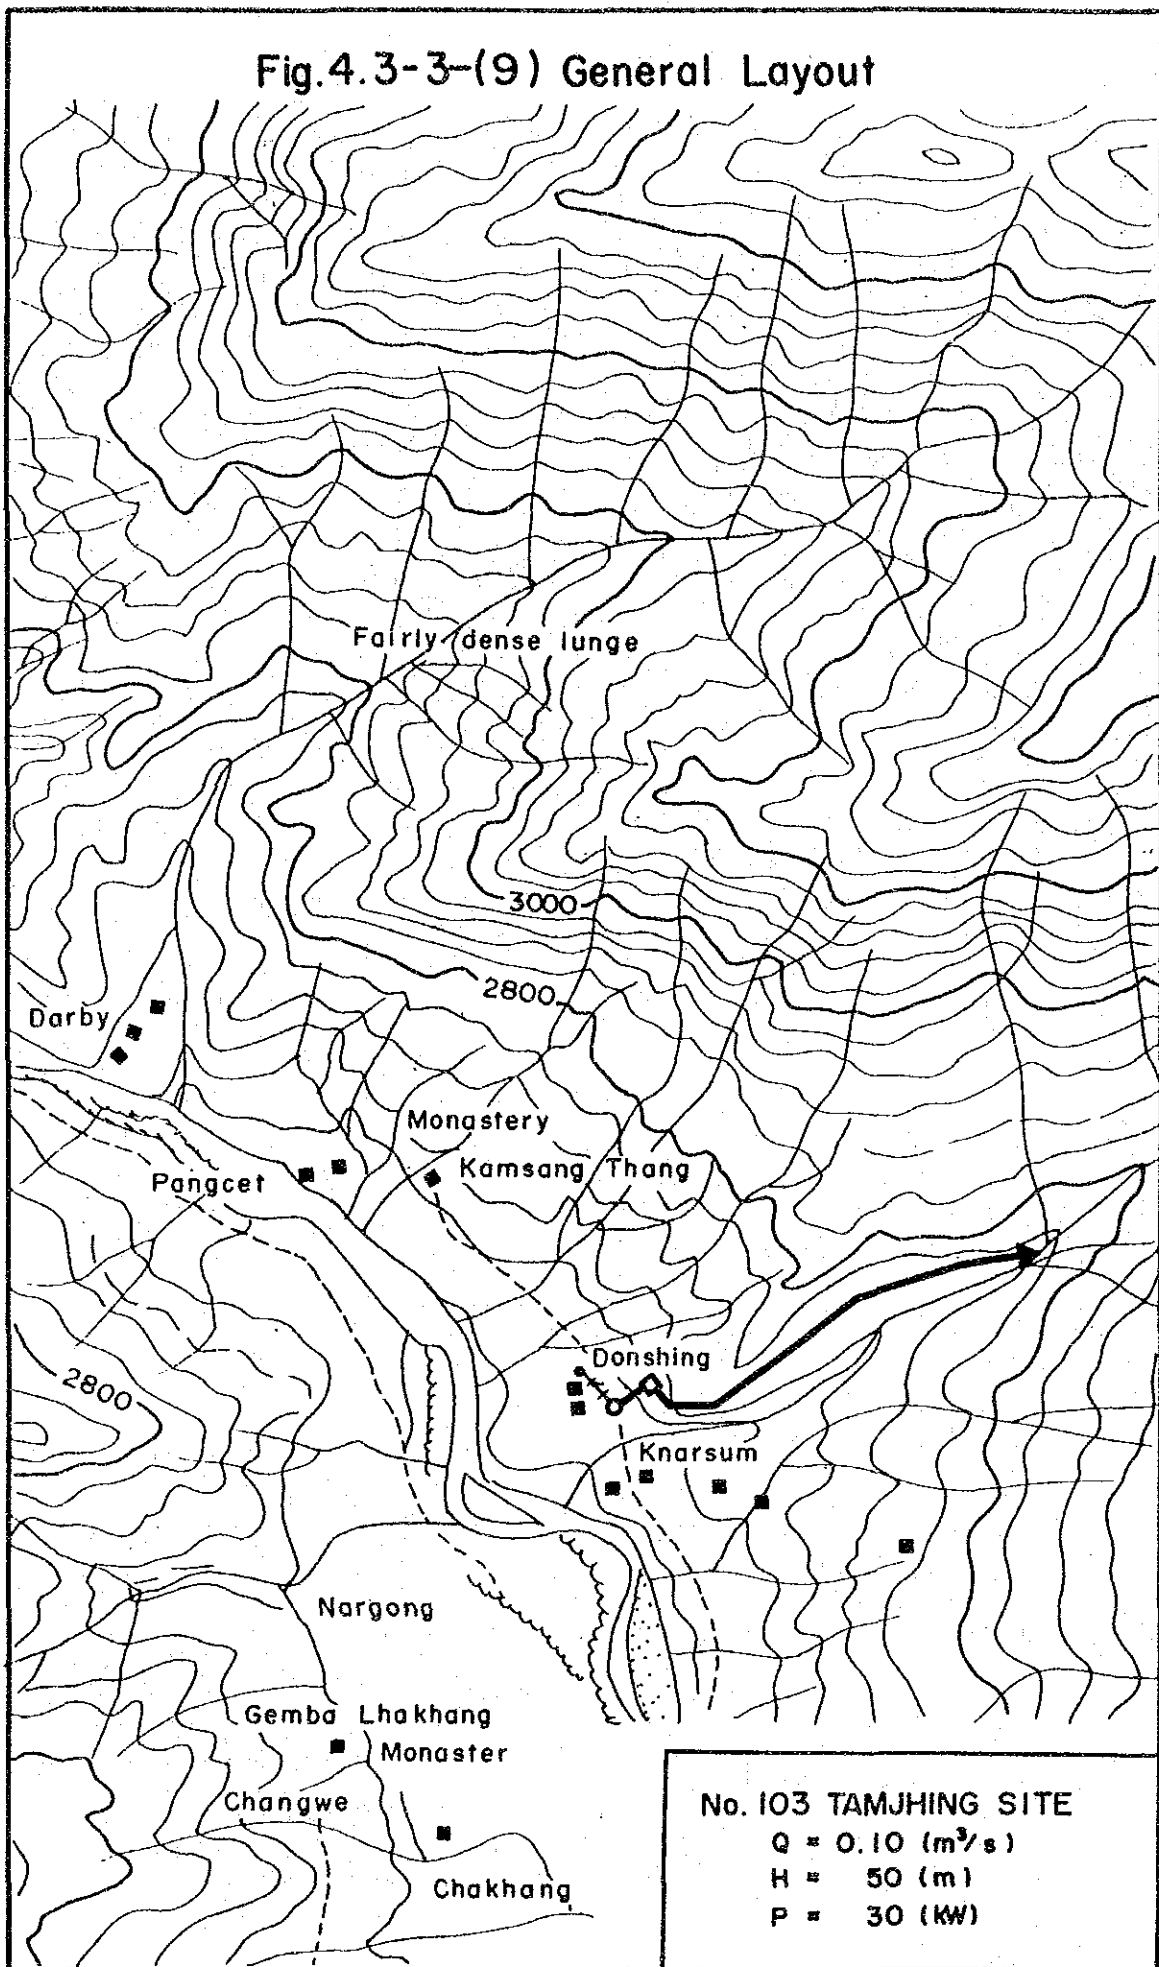 Fig.4.3-3-(9) General Layout
Fairly dense lunge
3000
2800
Darby
Monastery
Kamsang Thang
Pangcet
Donshing
2800
Knarsum
Nargong
Gemba Lhakhang
Monaster
Changwe
Chakhang
No. 103 TAMJHING SITE
Q = 0.10 (m³/s)
H = 50 (m)
P = 30 (KW)